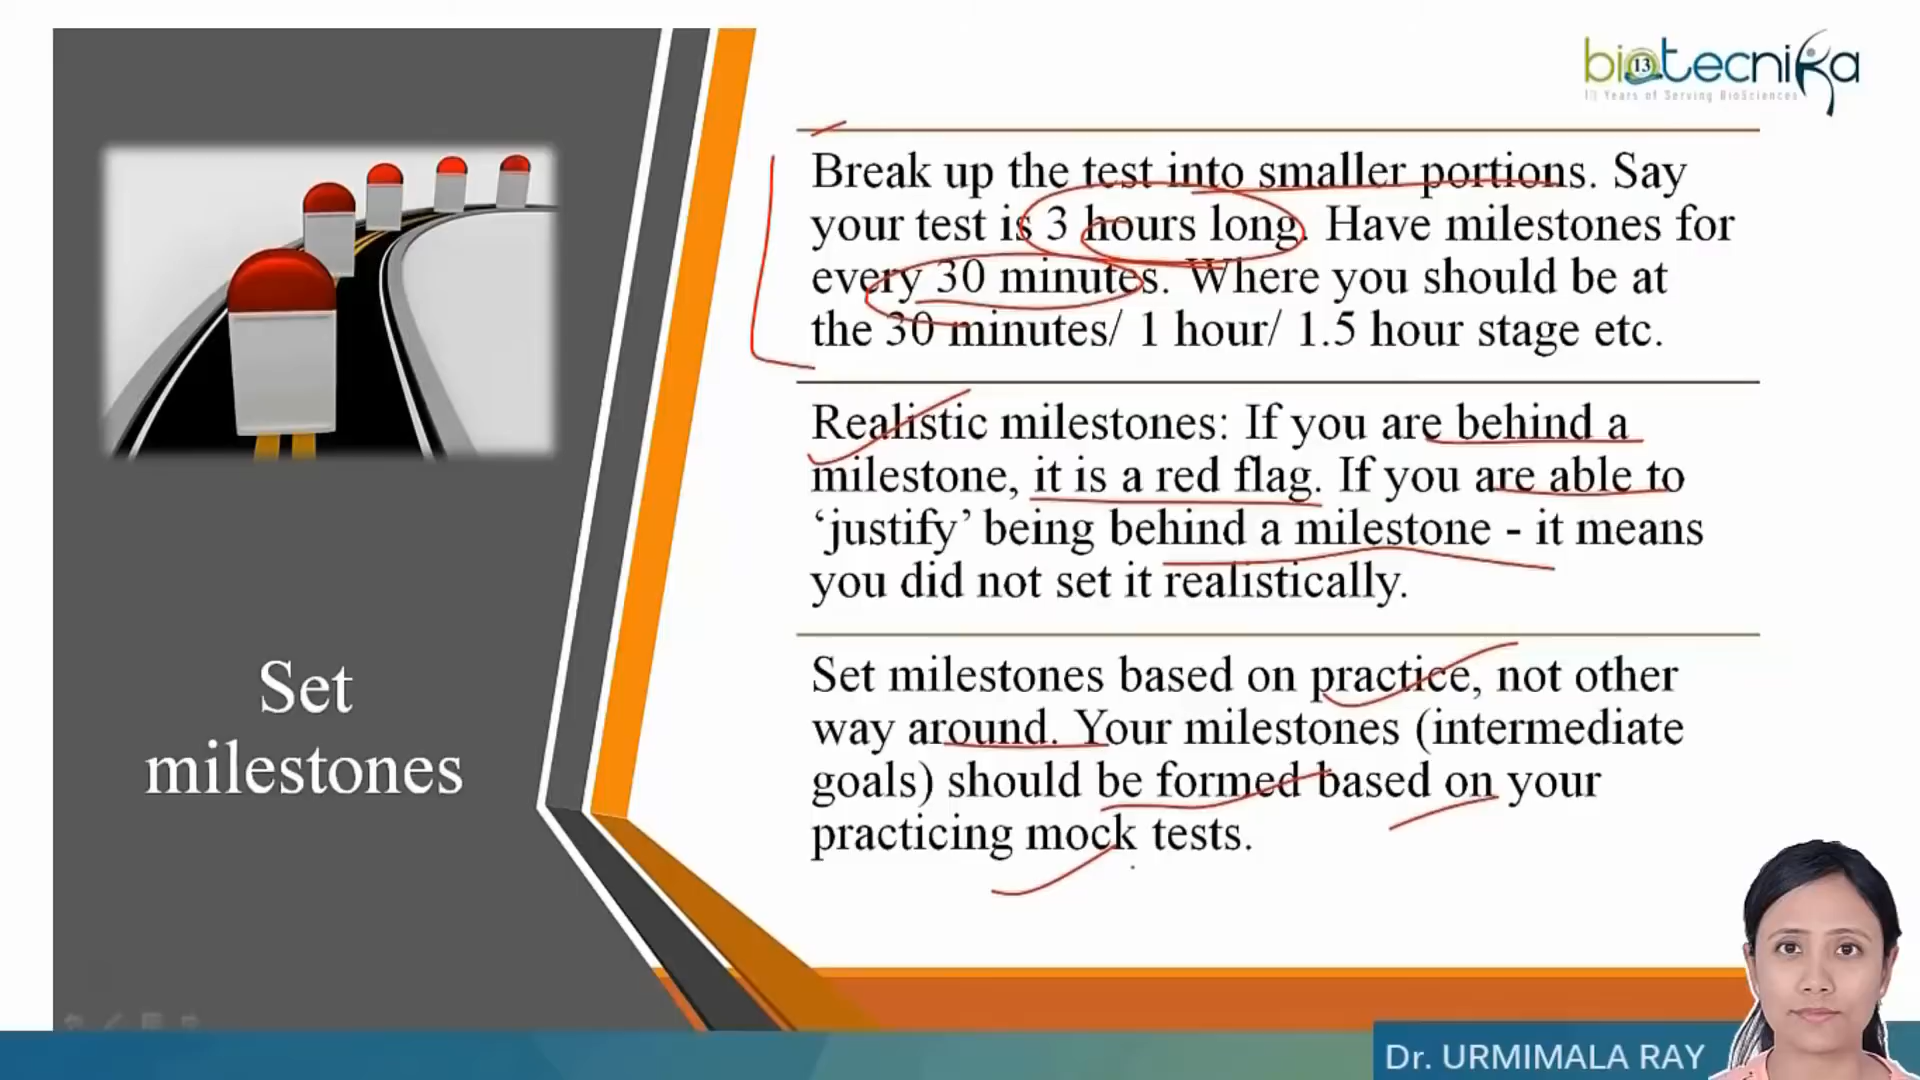 biotecnika
13
13 Years of Serving BioSciences
Break up the test into smaller portions. Say
your test is 3 hours long. Have milestones for
every 30 minutes. Where you should be at
the 30 minutes/ 1 hour/ 1.5 hour stage etc.
Realistic milestones: If you are behind a
milestone, it is a red flag. If you are able to
‘justify’ being behind a milestone - it means
you did not set it realistically.
Set milestones based on practice, not other
way around. Your milestones (intermediate
goals) should be formed based on your
practicing mock tests.
Set
milestones
Dr. URMIMALA RAY